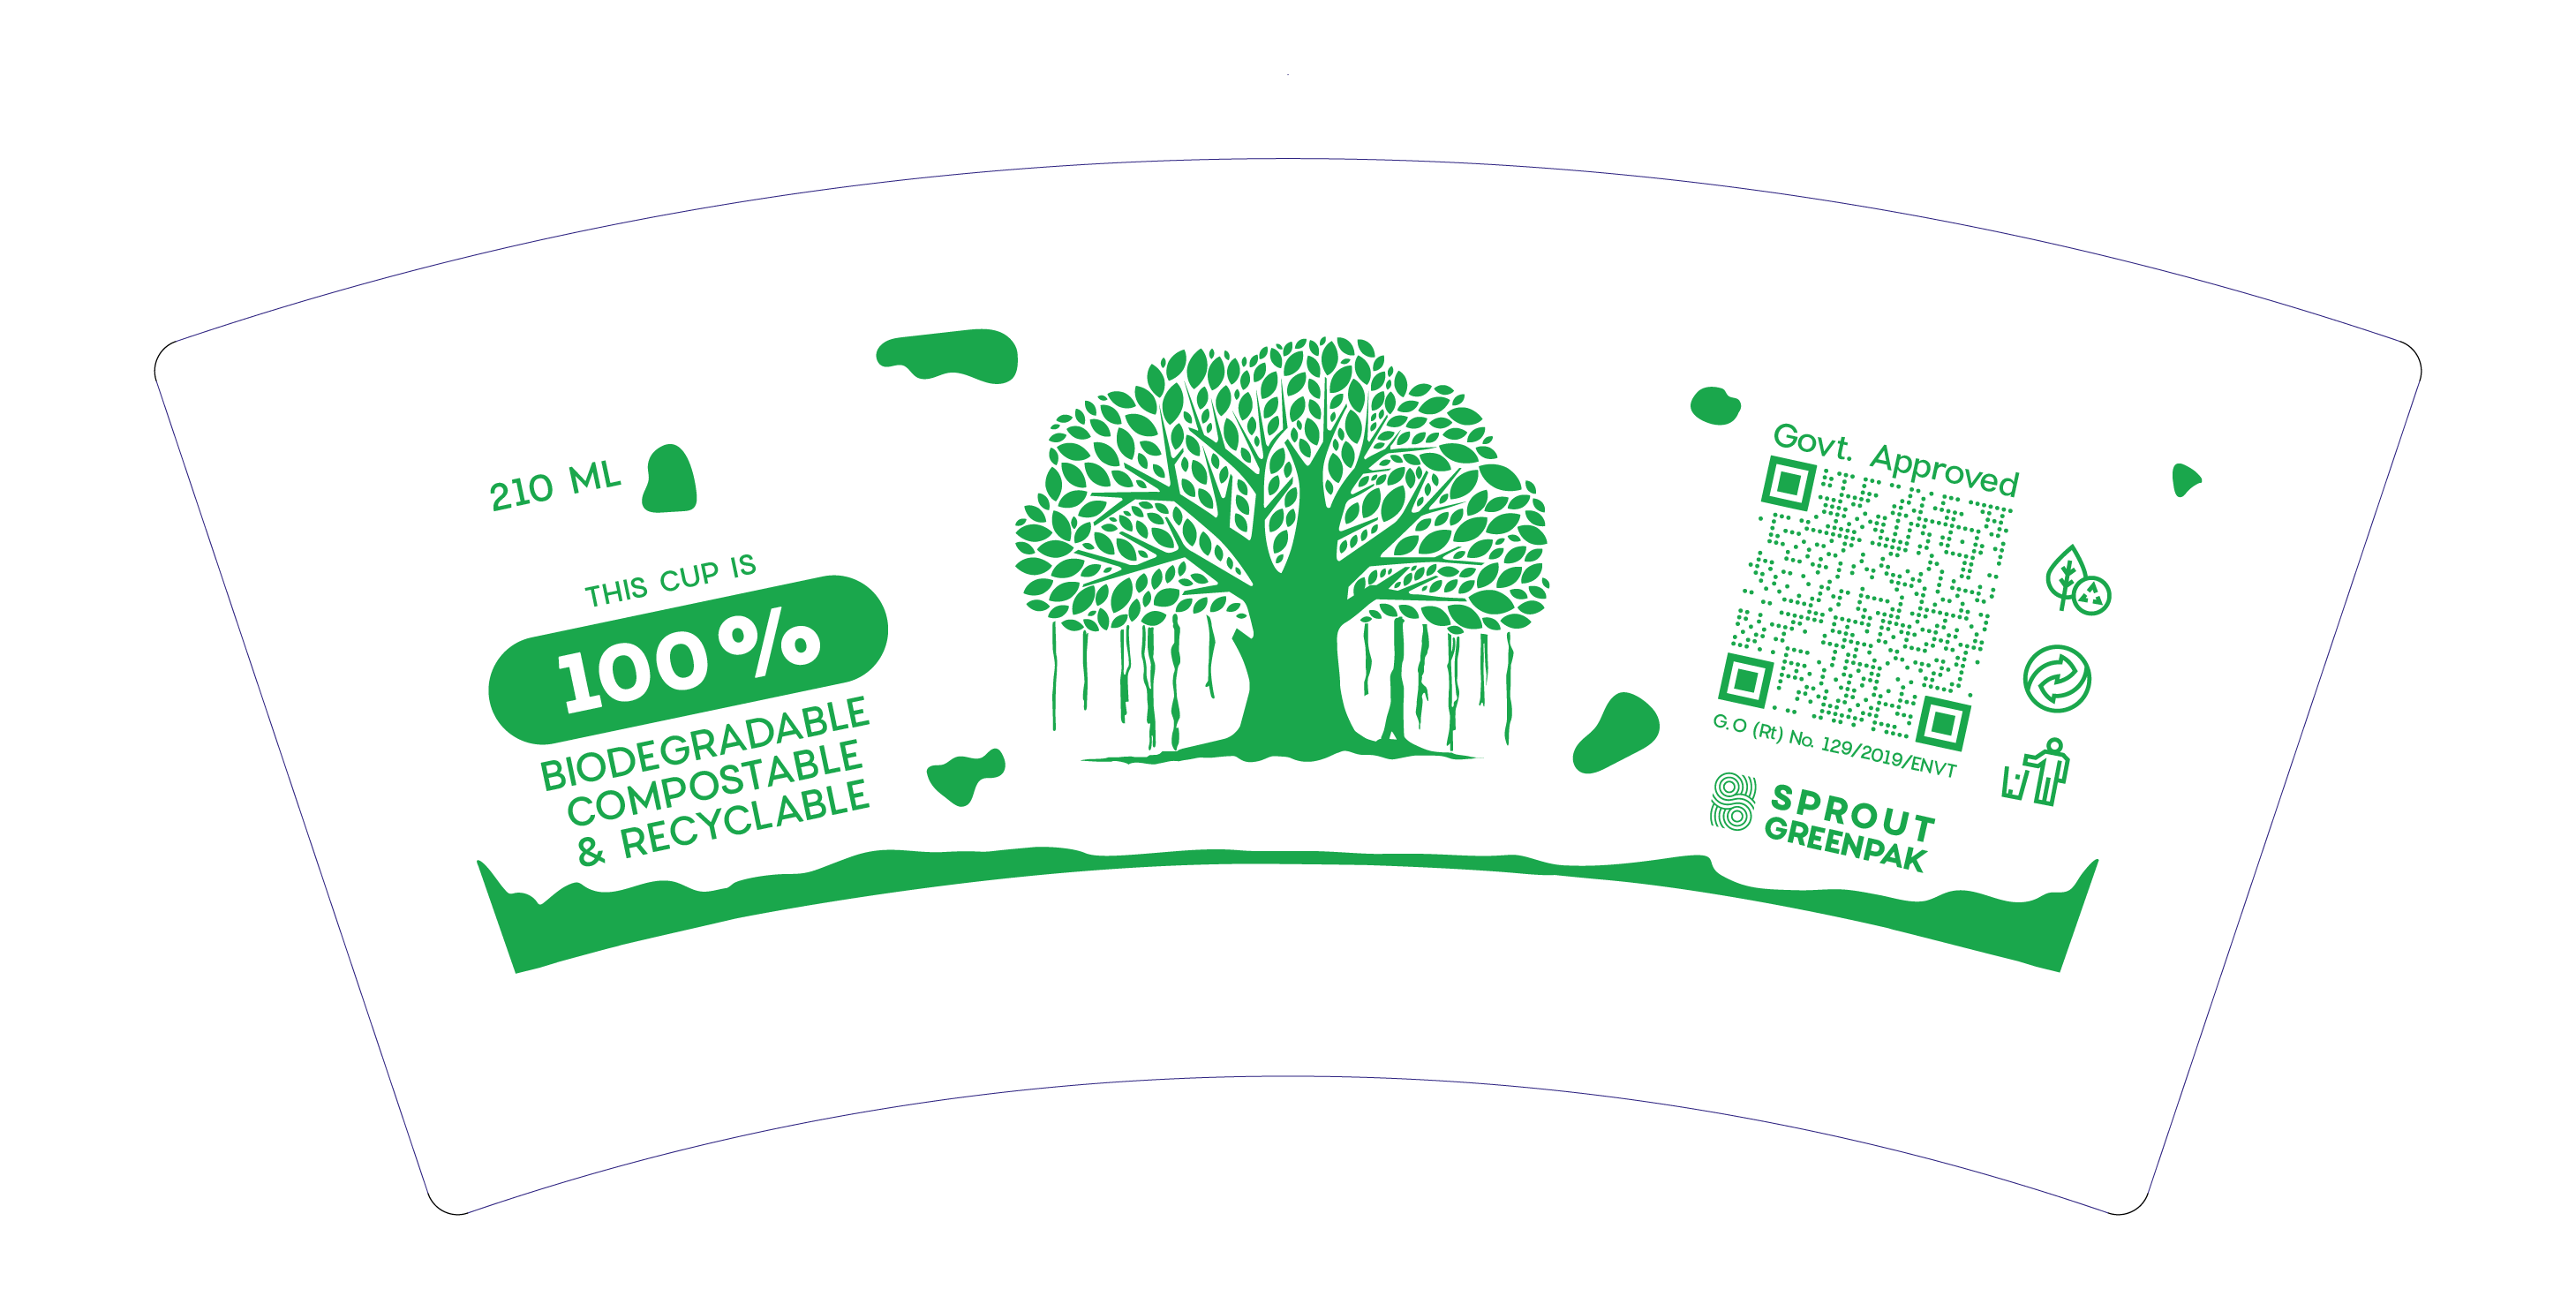 210 ML
THIS CUP IS
100%
BIODEGRADABLE
COMPOSTABLE
& RECYCLABLE
Govt. Approved
G.O (Rt) No. 129/2019/ENVT
SPROUT
GREENPAK